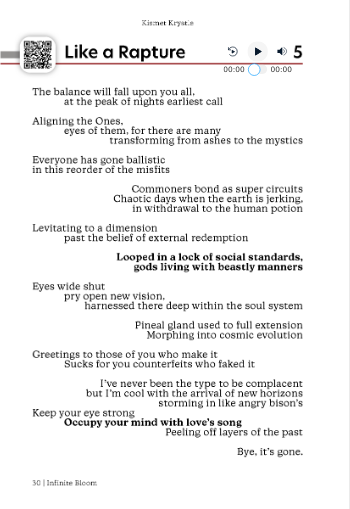 Kismet Krystle
Like a Rapture
5
00:00 00:00
The balance will fall upon you all,
at the peak of nights earliest call
Aligning the Ones,
eyes of them, for there are many
transforming from ashes to the mystics
Everyone has gone ballistic
in this reorder of the misfits
Commoners bond as super circuits
Chaotic days when the earth is jerking,
in withdrawal to the human potion
Levitating to a dimension
past the belief of external redemption
Looped in a lock of social standards,
gods living with beastly manners
Eyes wide shut
pry open new vision,
harnessed there deep within the soul system
Pineal gland used to full extension
Morphing into cosmic evolution
Greetings to those of you who make it
Sucks for you counterfeits who faked it
I've never been the type to be complacent
but I'm cool with the arrival of new horizons
storming in like angry bison's
Keep your eye strong
Occupy your mind with love's song
Peeling off layers of the past
Bye, it's gone.
30 | Infinite Bloom